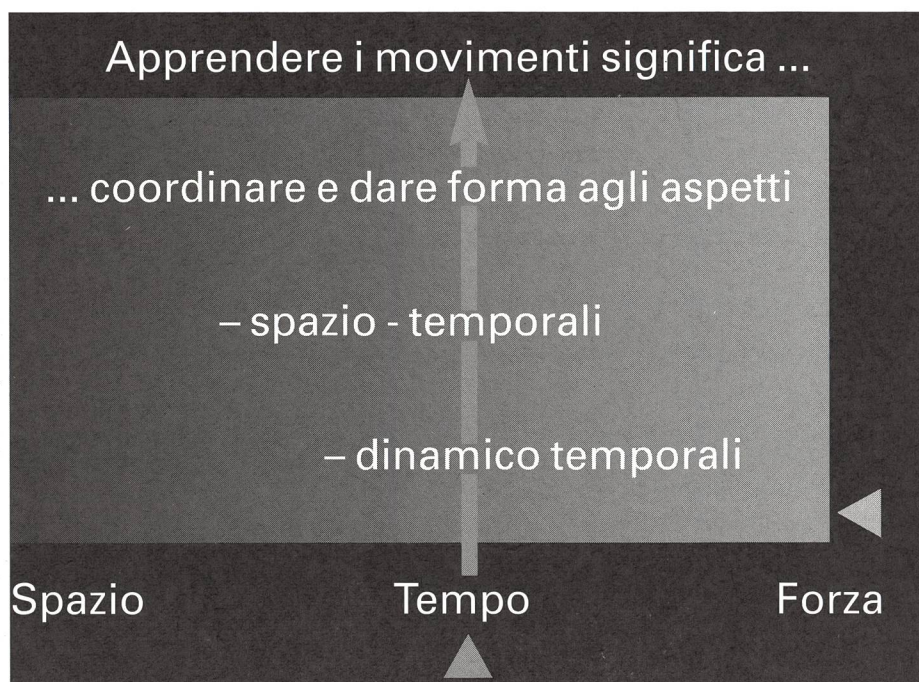 Apprendere i movimenti significa ...
... coordinare e dare forma agli aspetti
– spazio - temporali
– dinamico temporali
Spazio Tempo Forza